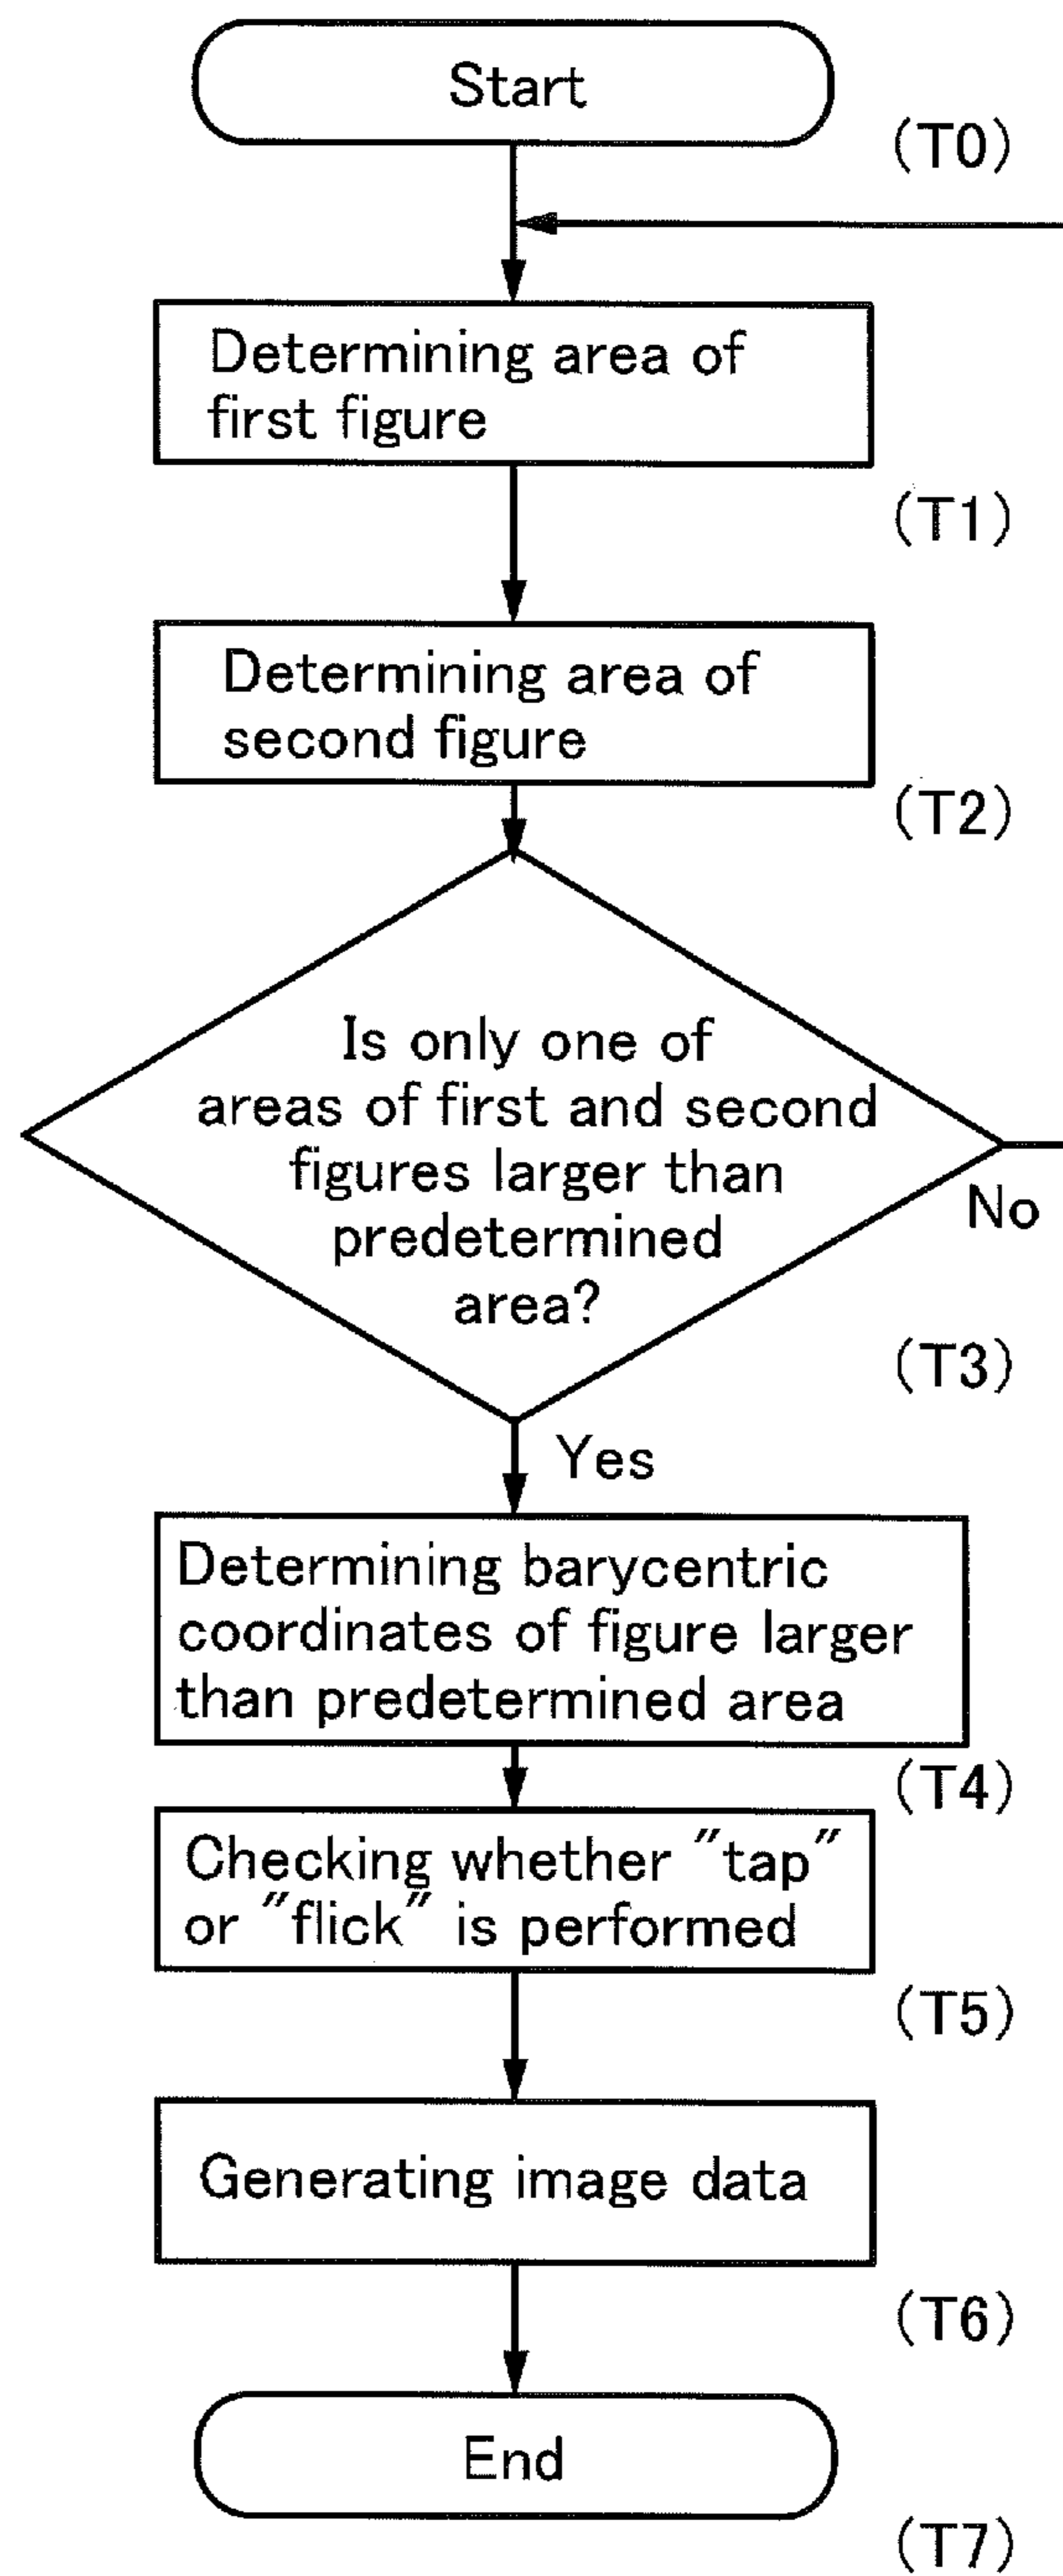 Start
(T0)
Determining area of
first figure
(T1)
Determining area of
second figure
(T2)
Is only one of
areas of first and second
figures larger than
predetermined
area?
No
(T3)
Yes
Determining barycentric
coordinates of figure larger
than predetermined area
(T4)
Checking whether "tap"
or "flick" is performed
(T5)
Generating image data
(T6)
End
(T7)